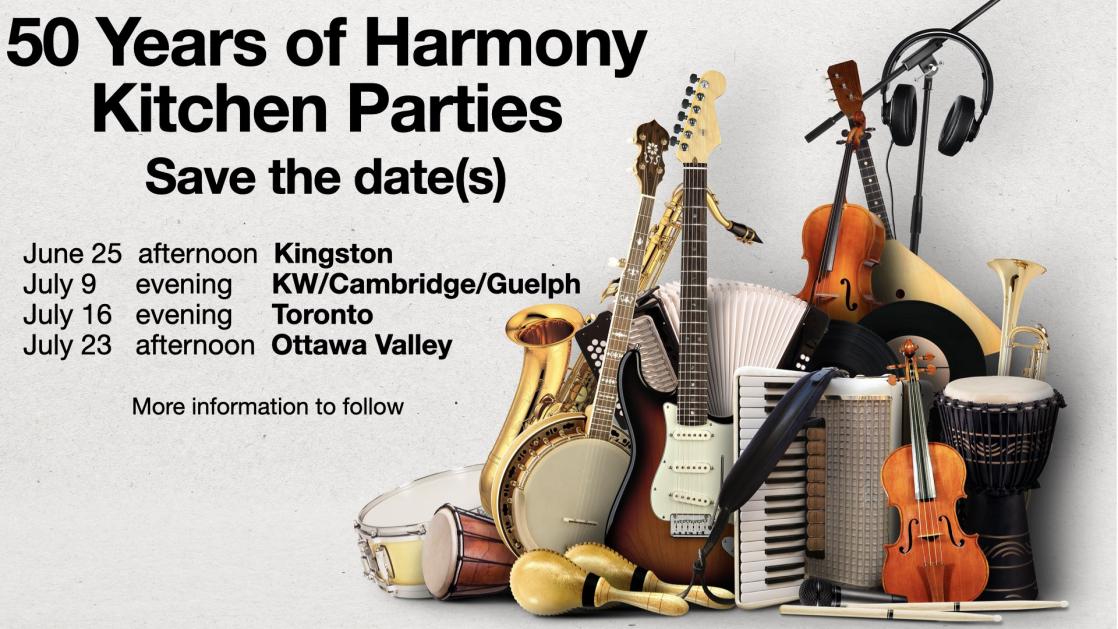 50 Years of Harmony
Kitchen Parties
Save the date(s)
June 25 afternoon Kingston
July 9 evening KW/Cambridge/Guelph
July 16 evening Toronto
July 23 afternoon Ottawa Valley
More information to follow